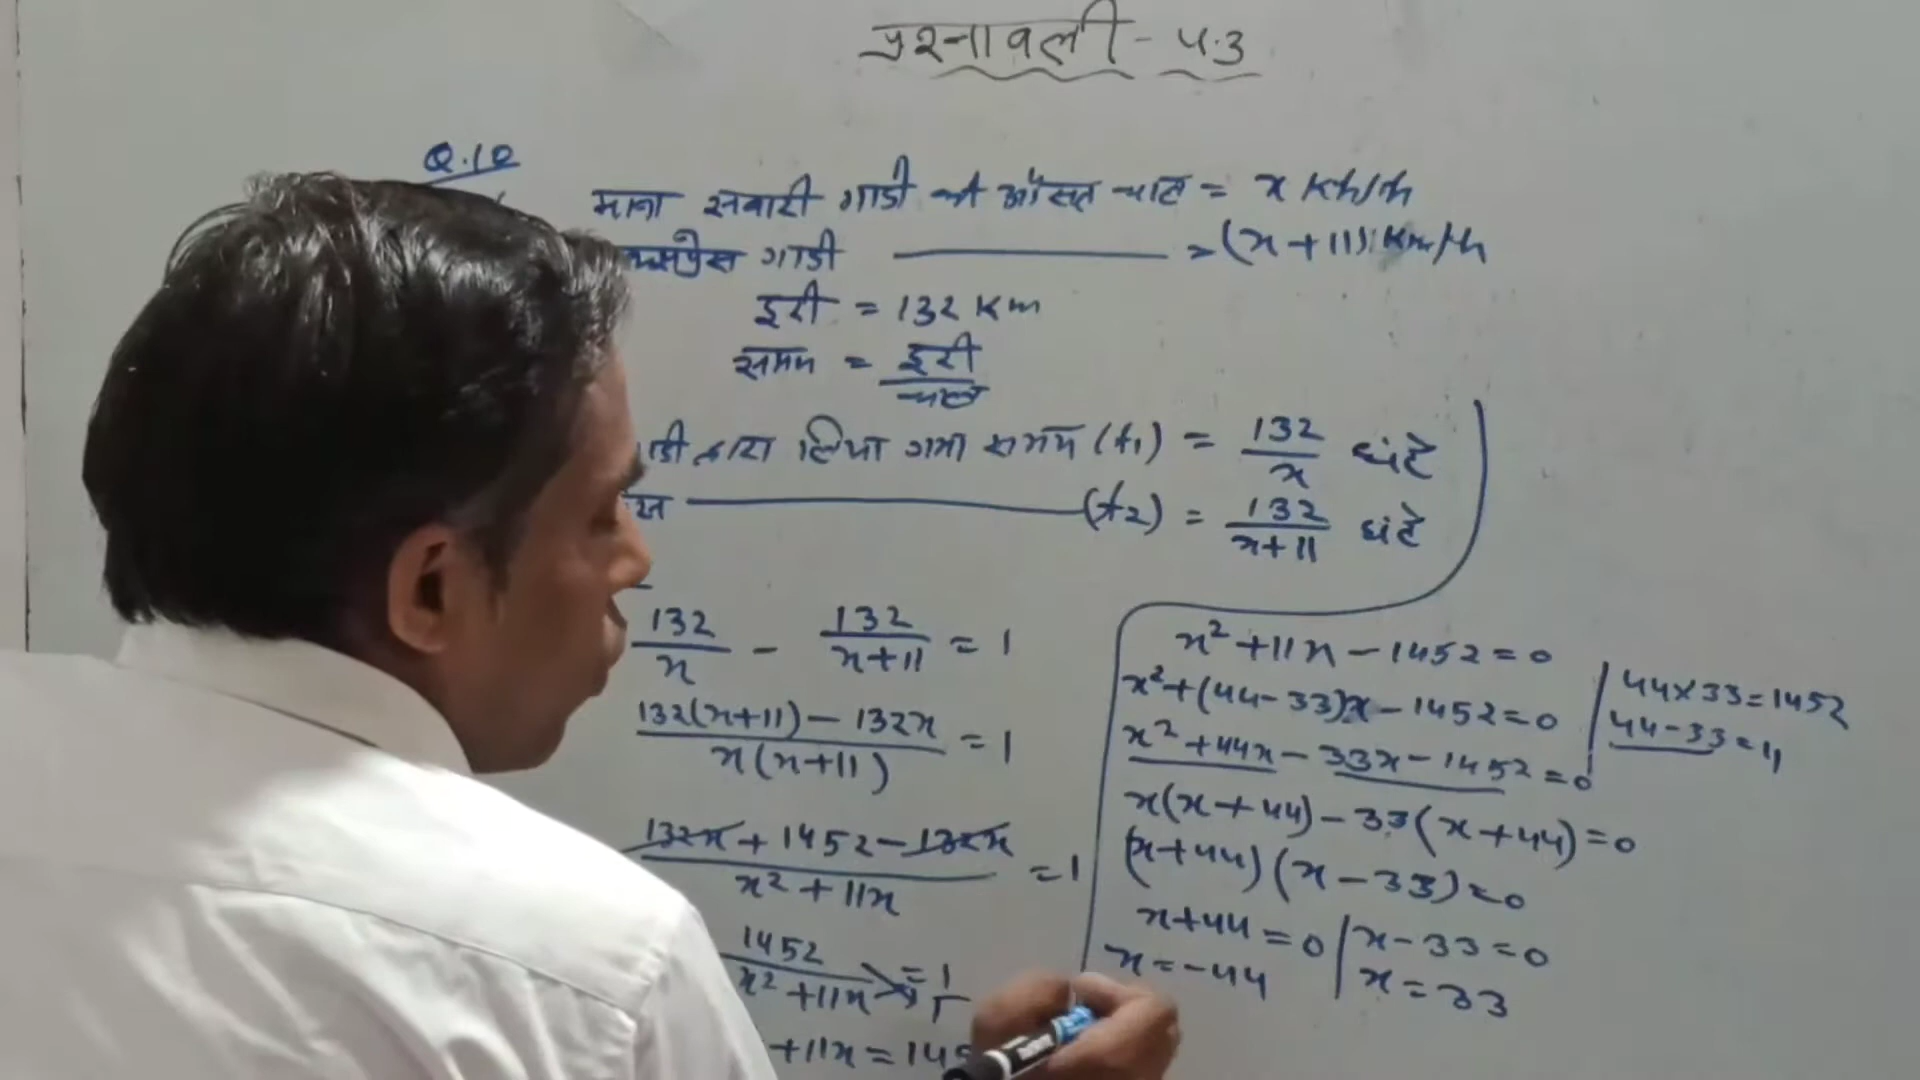 प्रश्नावली - 4.3
Q.10
माना सवारी गाडी की औसत चाल = x Km/h
गाडी = (x + 11) Km/h
दूरी = 132 Km
समय = दूरी / चाल
द्वारा लिया गया समय (t₁) = 132/x घंटे
(t₂) = 132/x+11 घंटे
132/x - 132/x+11 = 1
132(x+11) - 132x / x(x+11) = 1
132x + 1452 - 132x / x² + 11x = 1
1452 / x² + 11x = 1/1
+ 11x = 145
x² + 11x - 1452 = 0
x² + (44 - 33)x - 1452 = 0
x² + 44x - 33x - 1452 = 0
x(x + 44) - 33(x + 44) = 0
(x + 44)(x - 33) = 0
x + 44 = 0 | x - 33 = 0
x = -44 | x = 33
44 x 33 = 1452
44 - 33 = 11